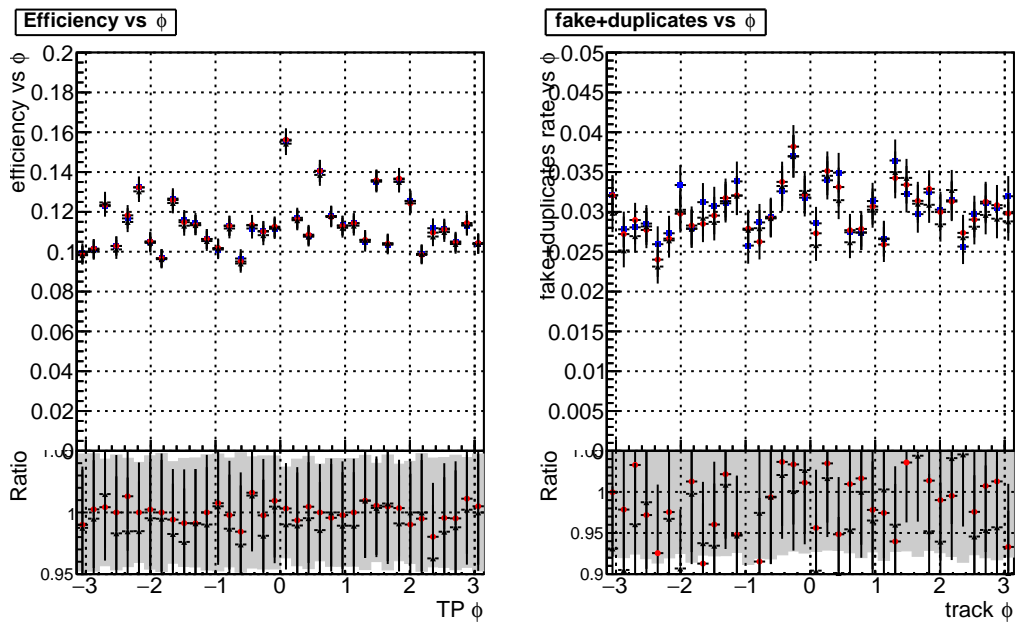 Efficiency vs ϕ
efficiency vs ϕ
0.2
0.18
0.16
0.14
0.12
0.1
0.08
0.06
0.04
0.02
0
Ratio
1
0.95
−3 −2 −1 0 1 2 3
TP ϕ
fake+duplicates vs ϕ
fake+duplicates rate vs ϕ
0.05
0.045
0.04
0.035
0.03
0.025
0.02
0.015
0.01
0.005
0
Ratio
1
0.95
0.9
−3 −2 −1 0 1 2 3
track ϕ